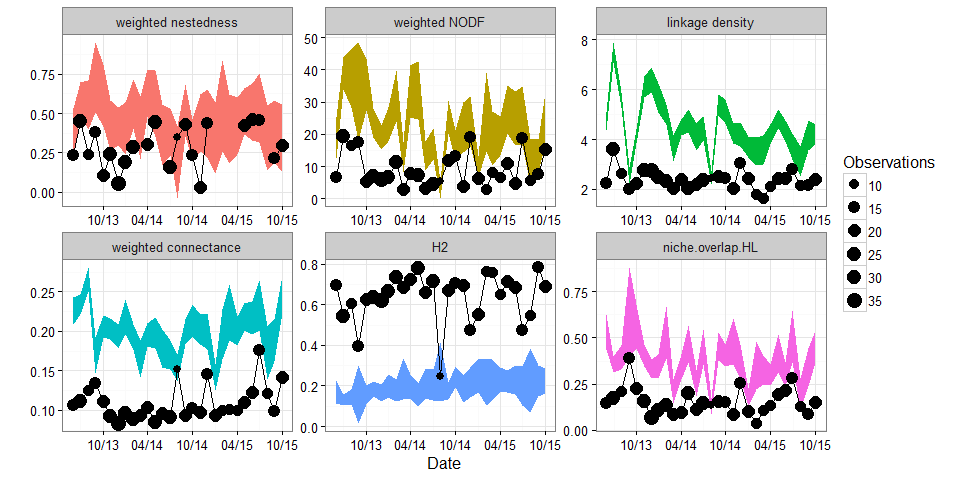 weighted nestedness
weighted NODF
linkage density
0.75
0.50
0.25
0.00
50
40
30
20
10
0
8
6
4
2
10/13 04/14 10/14 04/15 10/15
10/13 04/14 10/14 04/15 10/15
10/13 04/14 10/14 04/15 10/15
weighted connectance
H2
niche.overlap.HL
0.25
0.20
0.15
0.10
0.8
0.6
0.4
0.2
0.0
0.75
0.50
0.25
0.00
10/13 04/14 10/14 04/15 10/15
10/13 04/14 10/14 04/15 10/15
10/13 04/14 10/14 04/15 10/15
Date
Observations
10
15
20
25
30
35